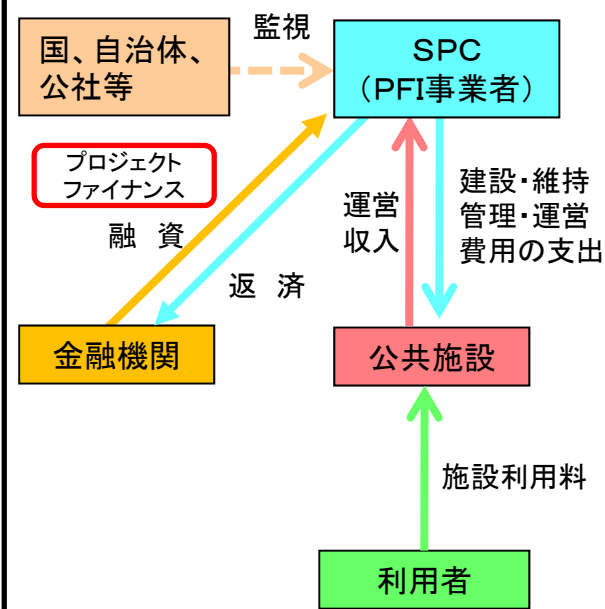 国、自治体、
公社等
監視
SPC
（PFI事業者）
プロジェクト
ファイナンス
融　資
返　済
運営
収入
建設・維持
管理・運営
費用の支出
金融機関
公共施設
施設利用料
利用者